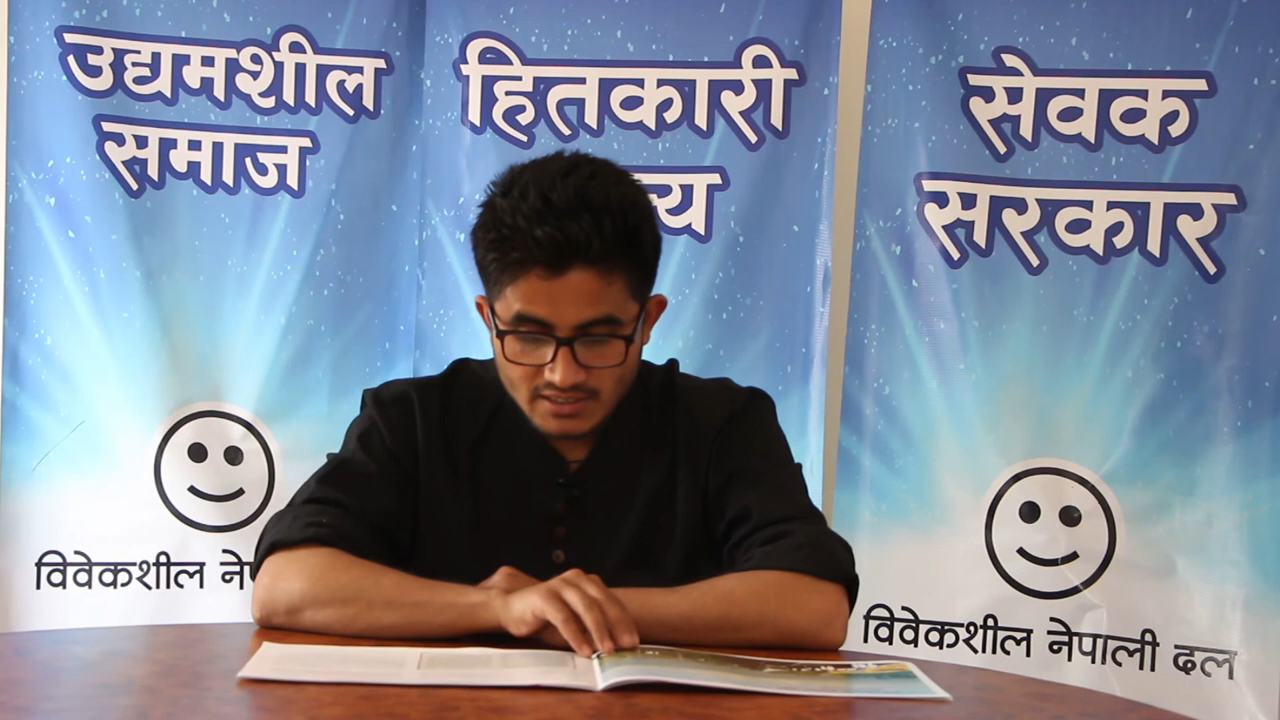 उद्यमशील
समाज
विवेकशील
हितकारी
सेवक
सरकार
विवेकशील नेपाली दल